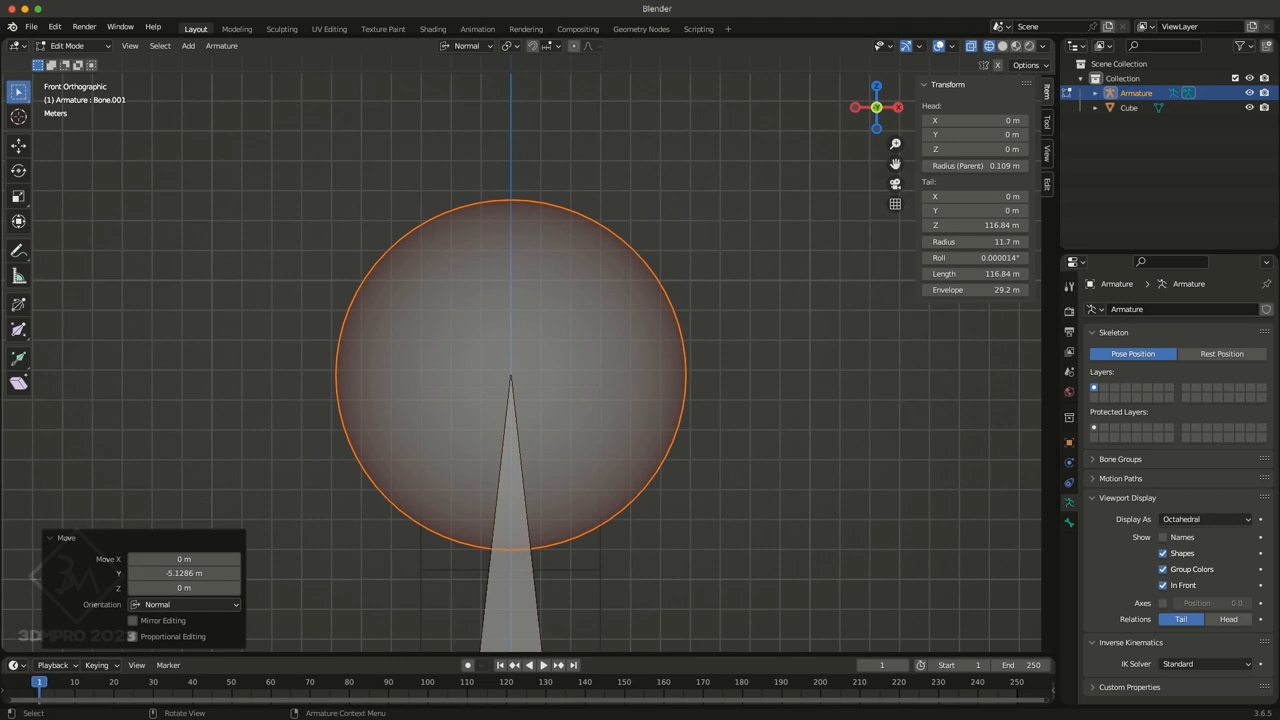 Blender
File Edit Render Window Help
Layout Modeling Sculpting UV Editing Texture Paint Shading Animation Rendering Compositing Geometry Nodes Scripting +
Scene
ViewLayer
Edit Mode View Select Add Armature
Normal
X Options
Front Orthographic
(1) Armature : Bone.001
Meters
Z
X
Y
Transform
Head:
X 0 m
Y 0 m
Z 0 m
Radius (Parent) 0.109 m
Tail:
X 0 m
Y 0 m
Z 116.84 m
Radius 11.7 m
Roll 0.000014°
Length 116.84 m
Envelope 29.2 m
Item
Tool
View
Edit
Scene Collection
Collection
Armature
Cube
Armature Armature
Armature
Skeleton
Pose Position Rest Position
Layers:
Protected Layers:
Bone Groups
Motion Paths
Viewport Display
Display As Octahedral
Show Names
Shapes
Group Colors
In Front
Axes Position 0.0
Relations Tail Head
Inverse Kinematics
IK Solver Standard
Custom Properties
Move
Move X 0 m
Y -5.1286 m
Z 0 m
Orientation Normal
Mirror Editing
Proportional Editing
3DMPRO 2023
Playback Keying View Marker
1 Start 1 End 250
1 10 20 30 40 50 60 70 80 90 100 110 120 130 140 150 160 170 180 190 200 210 220 230 240 250
Select Rotate View Armature Context Menu 3.6.5